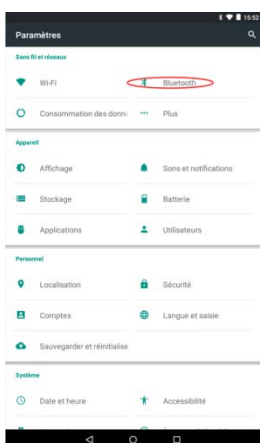 15:52
Paramètres
Sans fil et réseaux
Wi-Fi
Bluetooth
Consommation des donn
Plus
Appareil
Affichage
Sons et notifications
Stockage
Batterie
Applications
Utilisateurs
Personnel
Localisation
Sécurité
Comptes
Langue et saisie
Sauvegarder et réinitialise
Système
Date et heure
Accessibilité